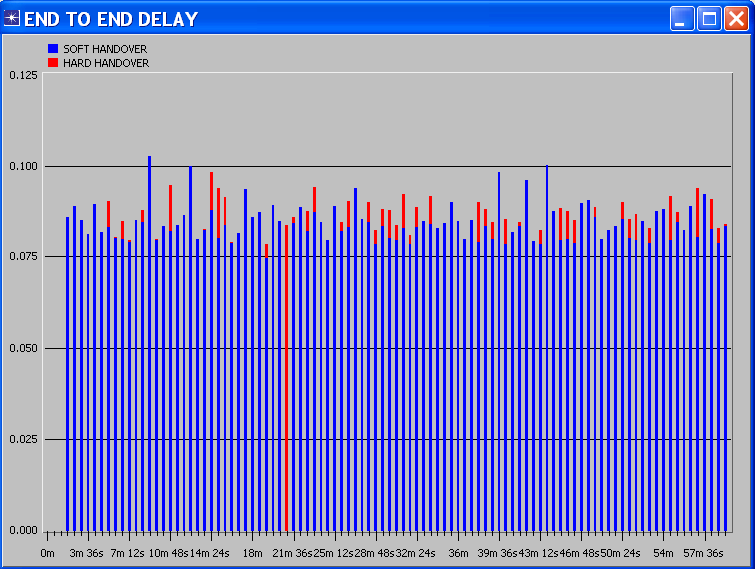 END TO END DELAY
SOFT HANDOVER
HARD HANDOVER
0.125
0.100
0.075
0.050
0.025
0.000
0m 3m 36s 7m 12s 10m 48s 14m 24s 18m 21m 36s 25m 12s 28m 48s 32m 24s 36m 39m 36s 43m 12s 46m 48s 50m 24s 54m 57m 36s